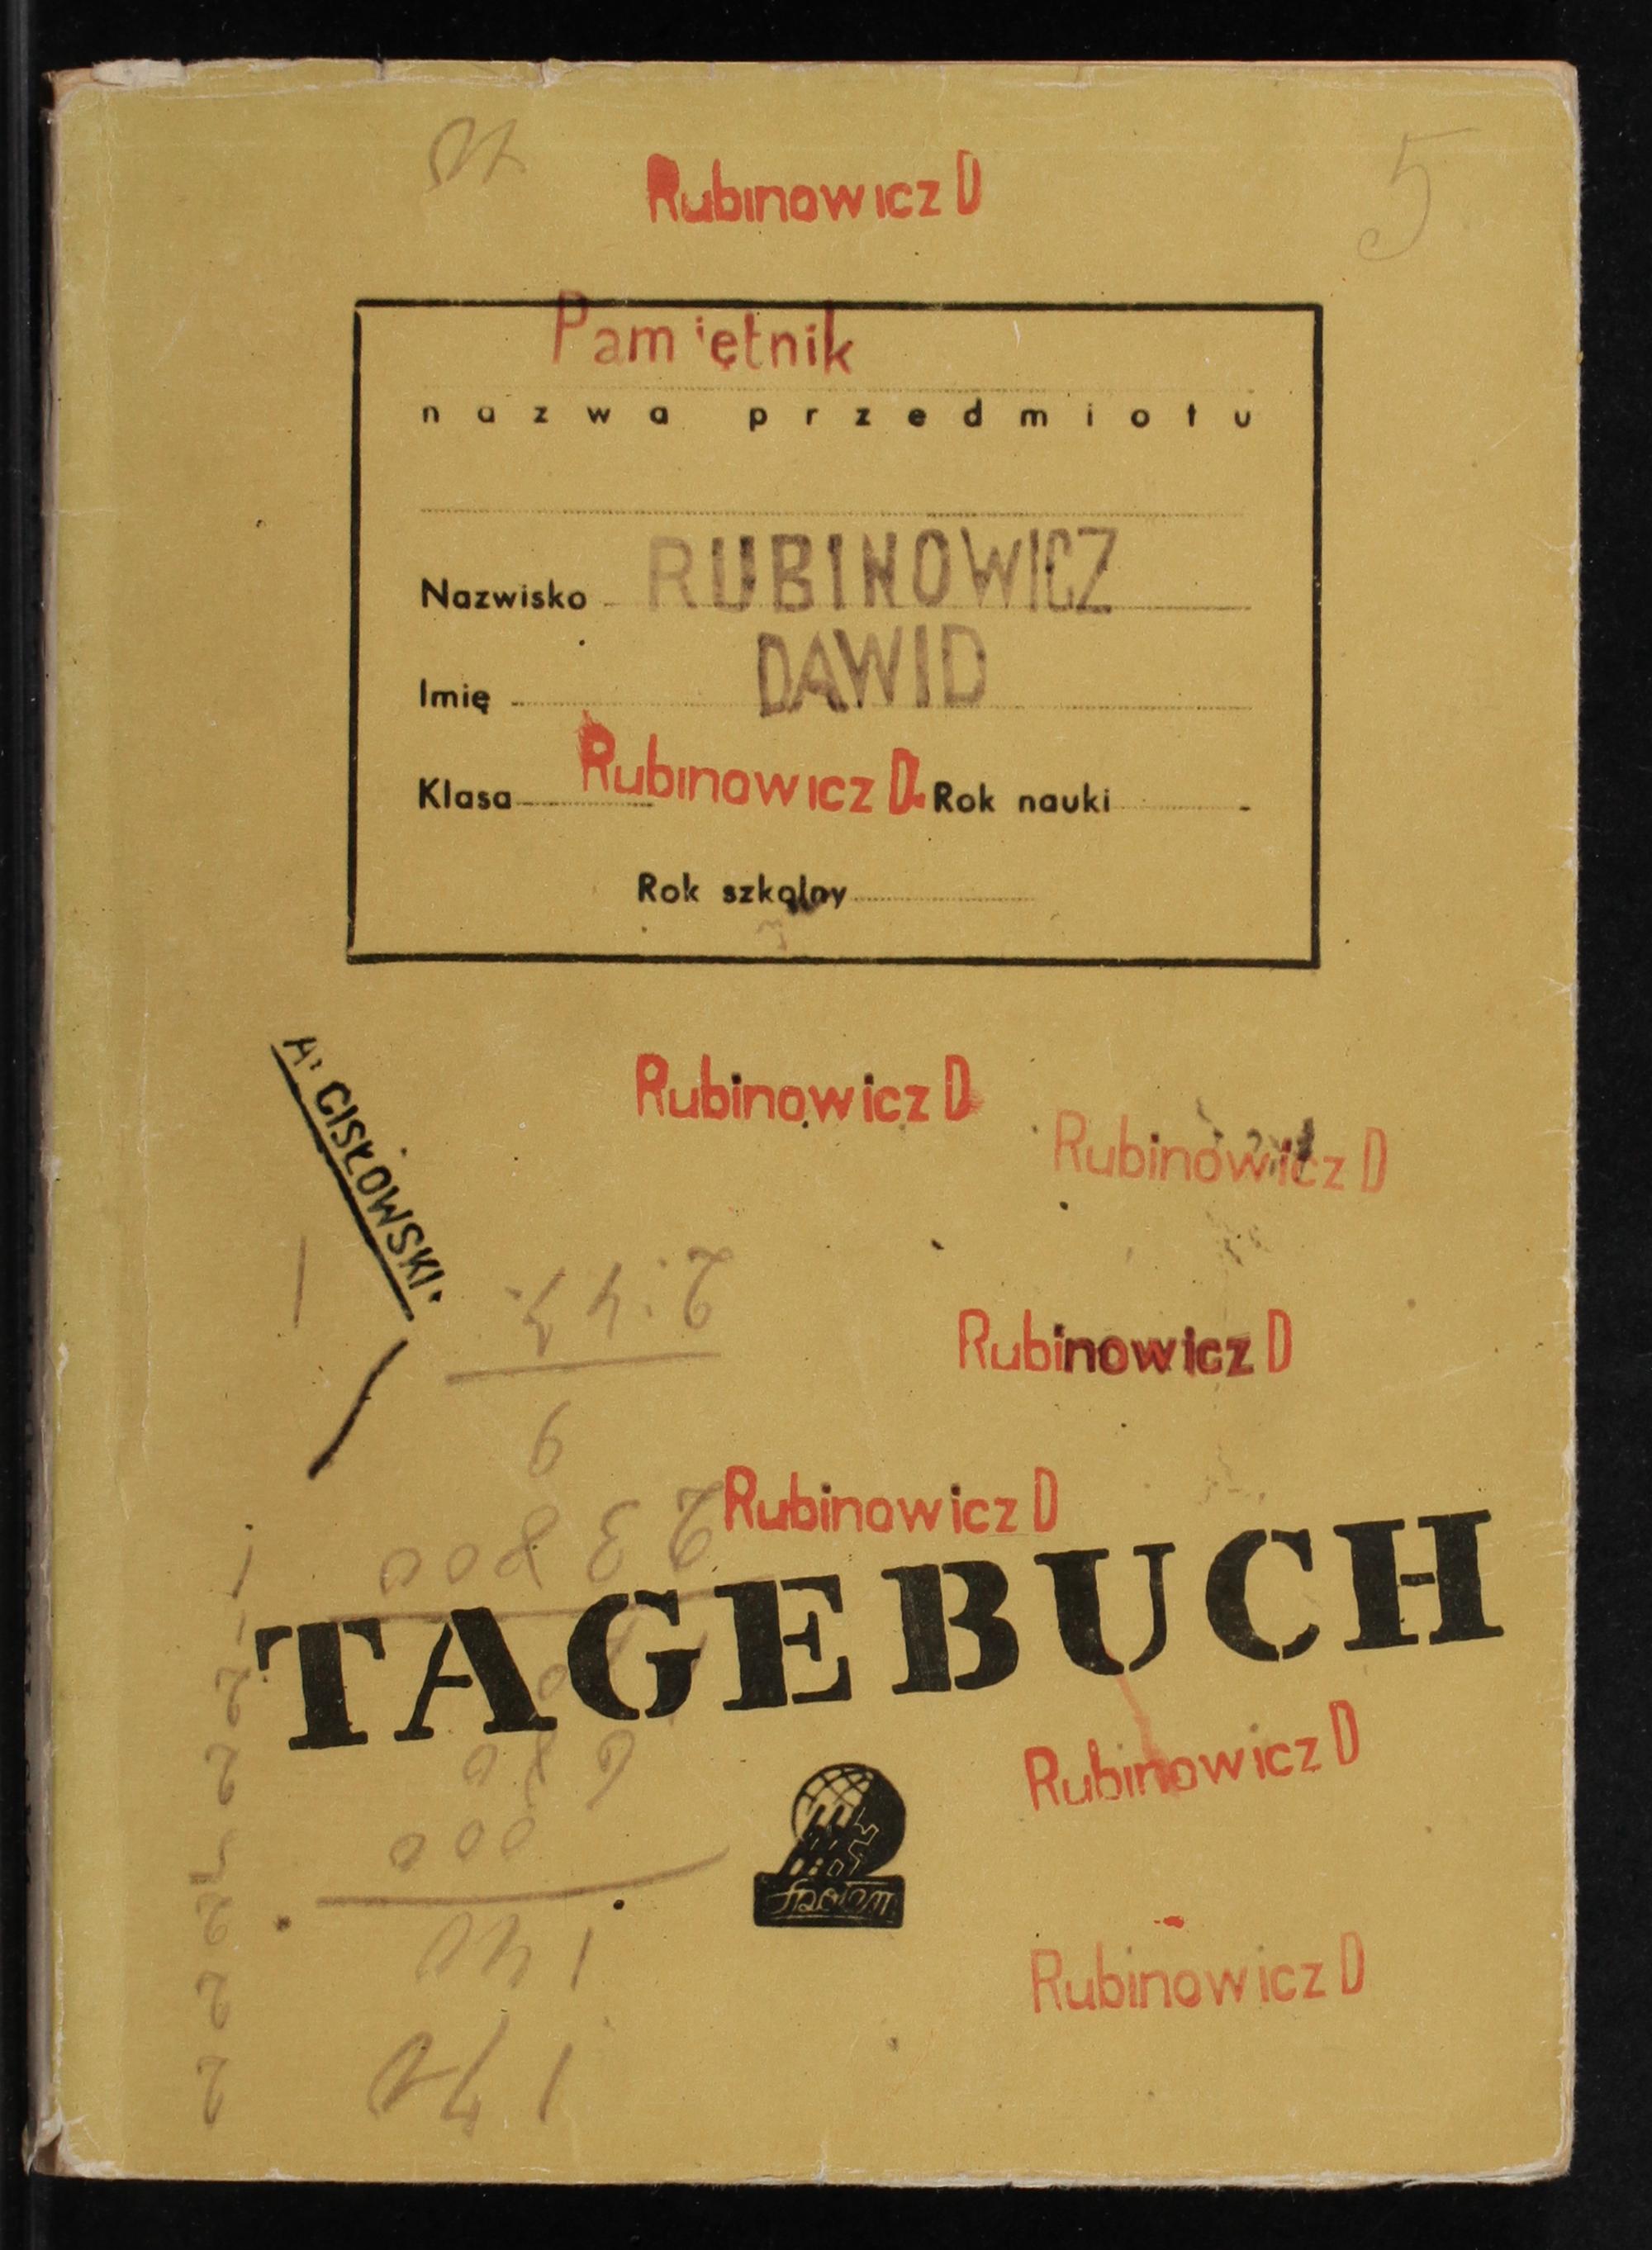 5
Rubinowicz D
Pamiętnik
nazwa przedmiotu
Nazwisko RUBINOWICZ
Imię DAWID
Klasa Rubinowicz D. Rok nauki
Rok szkolny
A. CISŁOWSKI.
Rubinowicz D
Rubinowicz D
Rubinowicz D
Rubinowicz D
TAGEBUCH
Rubinowicz D
Społem
Rubinowicz D